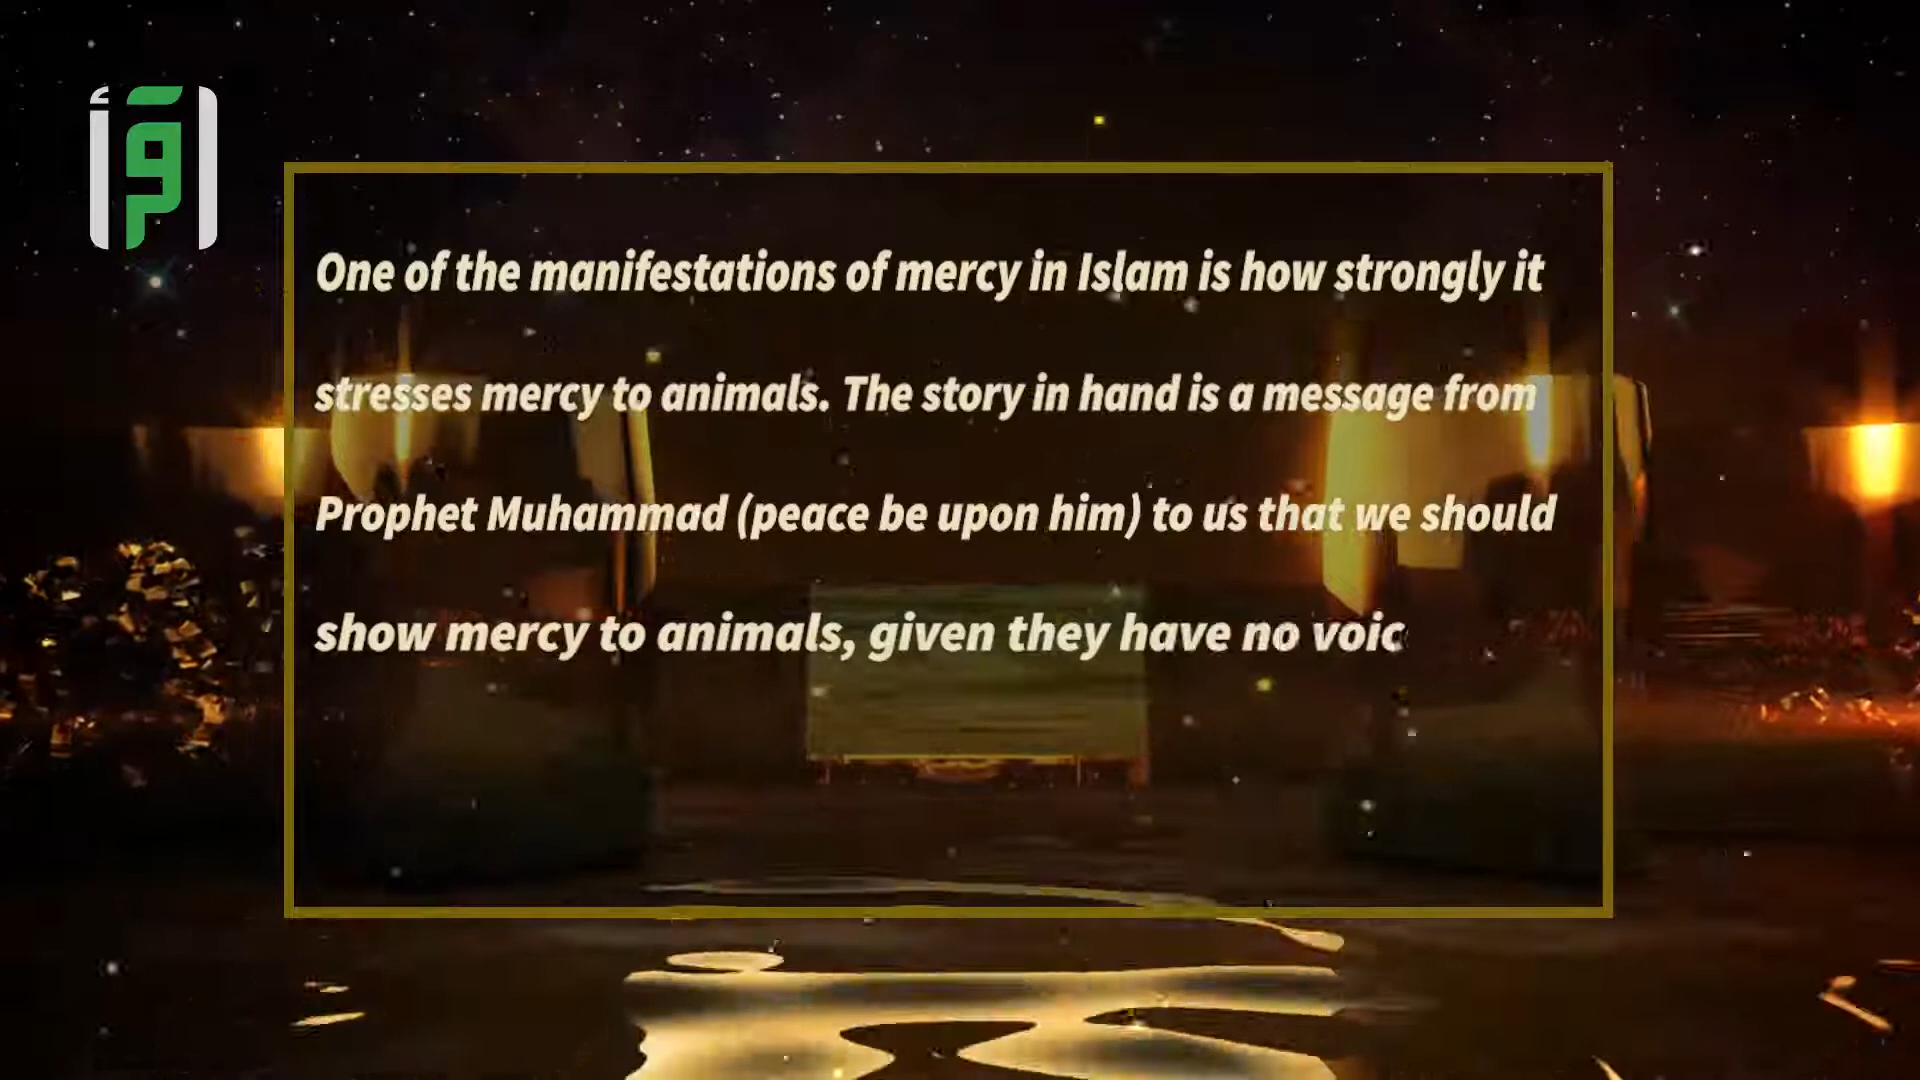 اقرأ
One of the manifestations of mercy in Islam is how strongly it
stresses mercy to animals. The story in hand is a message from
Prophet Muhammad (peace be upon him) to us that we should
show mercy to animals, given they have no voic